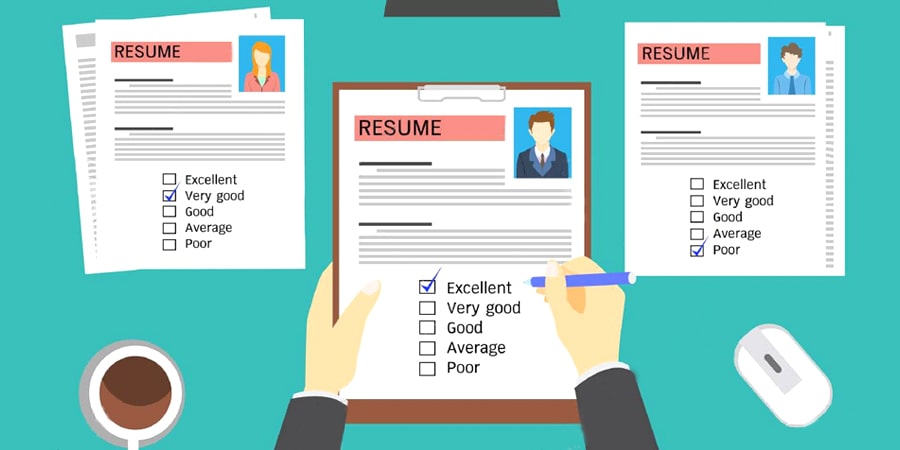 RESUME
Excellent
Very good
Good
Average
Poor
RESUME
Excellent
Very good
Good
Average
Poor
RESUME
Excellent
Very good
Good
Average
Poor